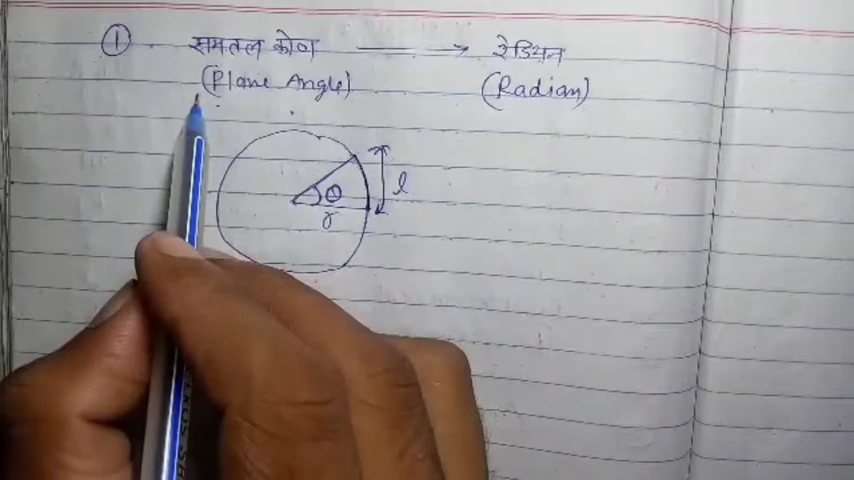 ① समतल कोण → रेडियन
(Plane Angle) (Radian)
l
θ
r